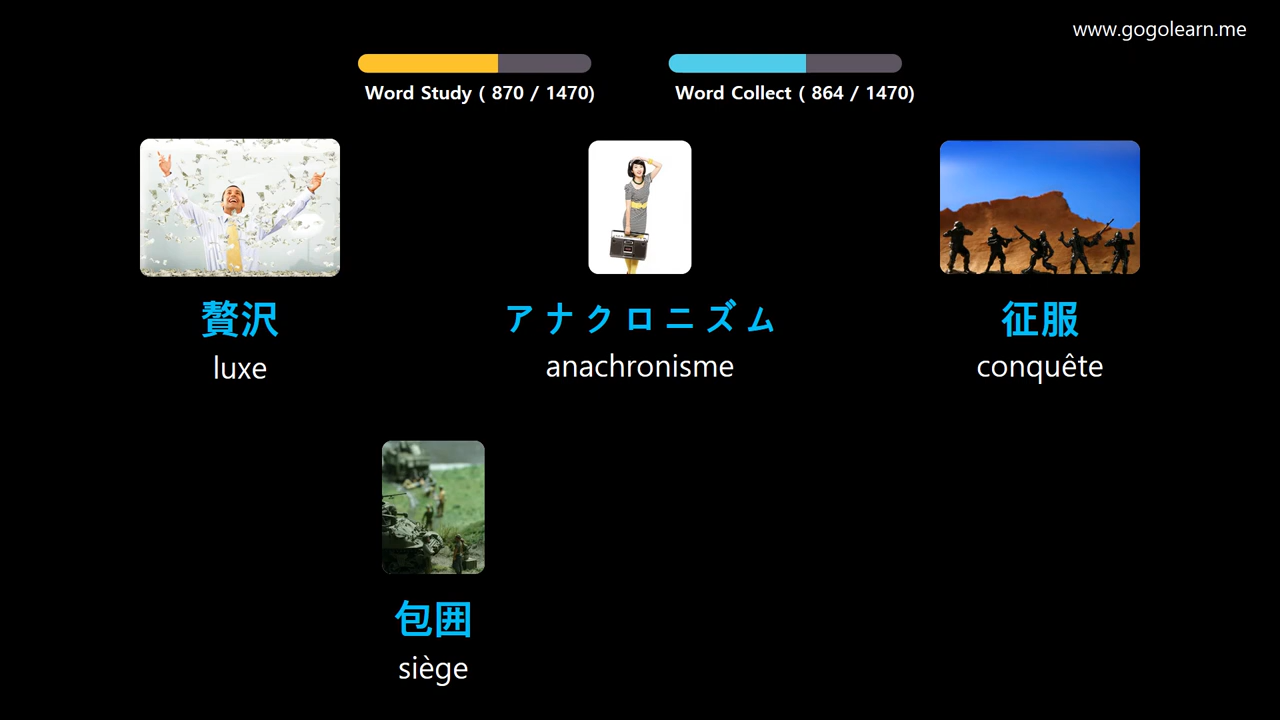 www.gogolearn.me
Word Study ( 870 / 1470)
Word Collect ( 864 / 1470)
贅沢
luxe
アナクロニズム
anachronisme
征服
conquête
包囲
siège